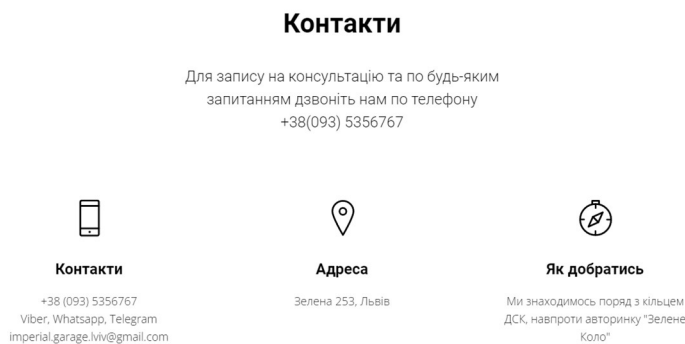 Контакти
Для запису на консультацію та по будь-яким
запитанням дзвоніть нам по телефону
+38(093) 5356767
Контакти
+38 (093) 5356767
Viber, Whatsapp, Telegram
imperial.garage.lviv@gmail.com
Адреса
Зелена 253, Львів
Як добратись
Ми знаходимось поряд з кільцем
ДСК, навпроти авторинку "Зелене
Коло"